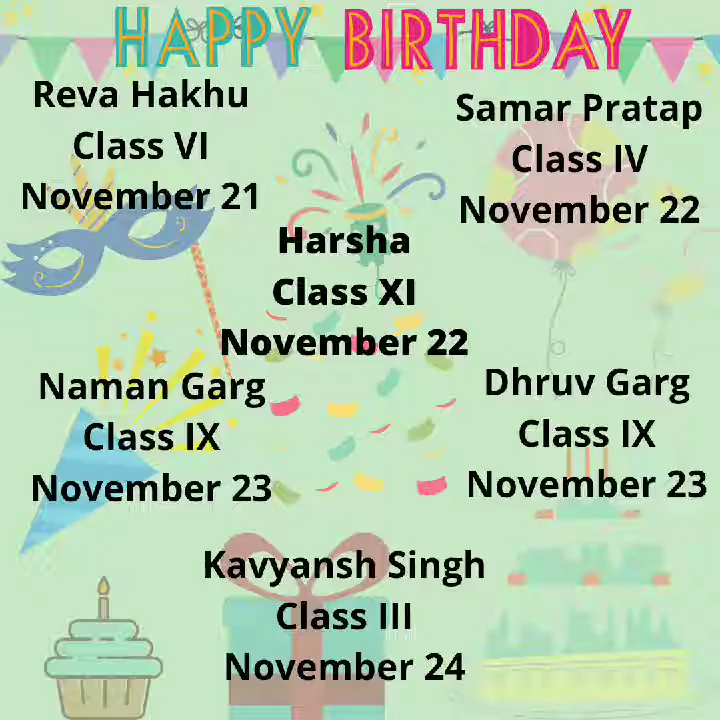 HAPPY BIRTHDAY
Reva Hakhu
Class VI
November 21
Samar Pratap
Class IV
November 22
Harsha
Class XI
November 22
Naman Garg
Class IX
November 23
Dhruv Garg
Class IX
November 23
Kavyansh Singh
Class III
November 24